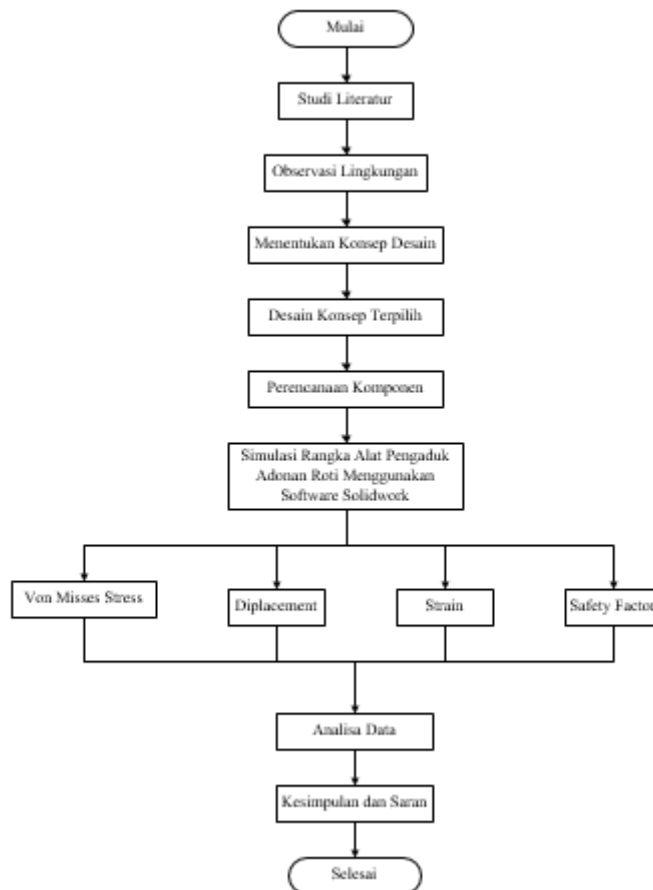 Mulai
Studi Literatur
Observasi Lingkungan
Menentukan Konsep Desain
Desain Konsep Terpilih
Perencanaan Komponen
Simulasi Rangka Alat Pengaduk
Adonan Roti Menggunakan
Software Solidwork
Von Misses Stress
Diplacement
Strain
Safety Factor
Analisa Data
Kesimpulan dan Saran
Selesai